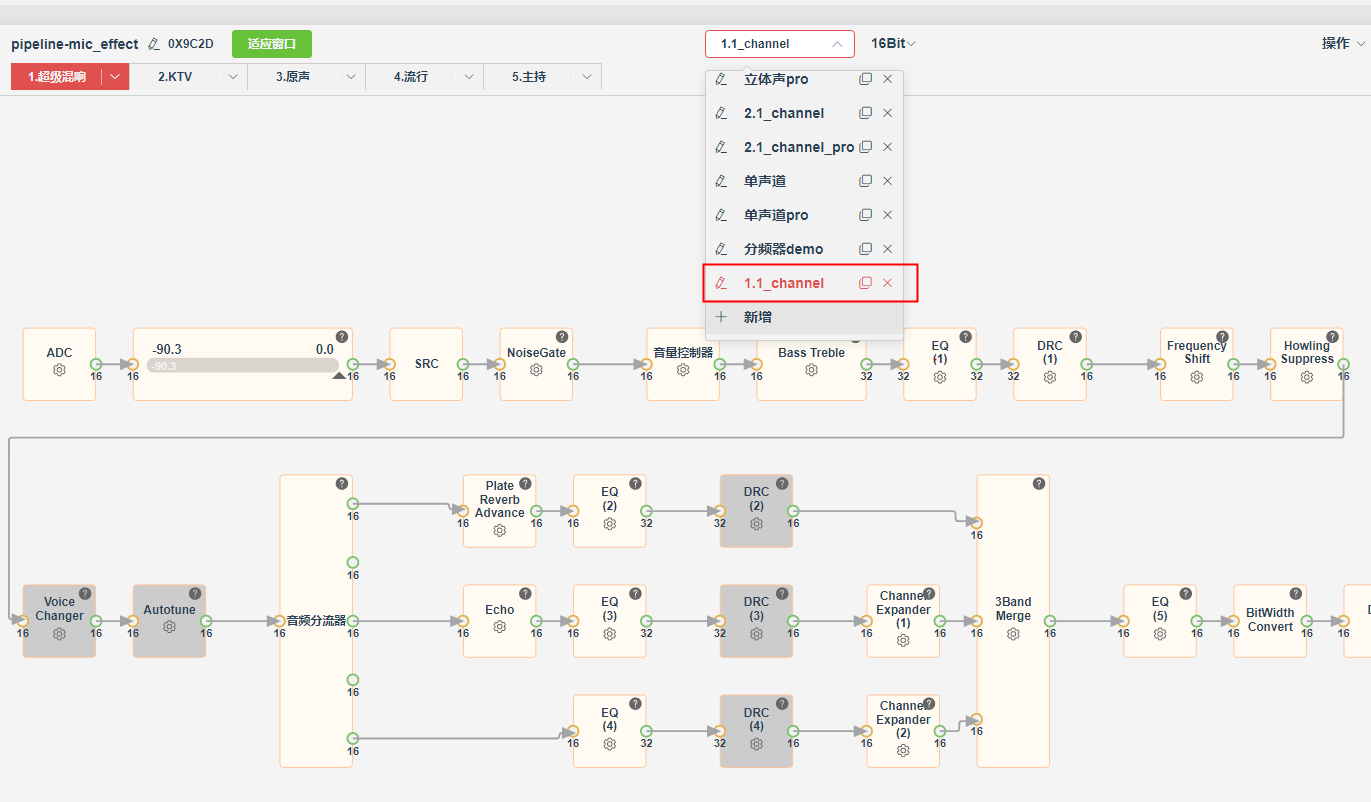 pipeline-mic_effect 0X9C2D 适应窗口 1.1_channel 16Bit 操作
1.超级混响 2.KTV 3.原声 4.流行 5.主持
立体声pro
2.1_channel
2.1_channel_pro
单声道
单声道pro
分频器demo
1.1_channel
新增
ADC
16
16
-90.3 0.0
-90.3
16
16
SRC
16
16
NoiseGate
16
16
音量控制器
16
16
Bass Treble
32
32
EQ
(1)
32
32
DRC
(1)
16
16
Frequency
Shift
16
16
Howling
Suppress
16
16
Voice
Changer
16
16
Autotune
16
16
音频分流器
16
16
16
16
16
16
Plate
Reverb
Advance
16
16
EQ
(2)
32
32
DRC
(2)
16
16
Echo
16
16
EQ
(3)
32
32
DRC
(3)
16
16
Channel
Expander
(1)
16
16
EQ
(4)
32
32
DRC
(4)
16
16
Channel
Expander
(2)
16
16
3Band
Merge
16
16
EQ
(5)
16
16
BitWidth
Convert
16
16